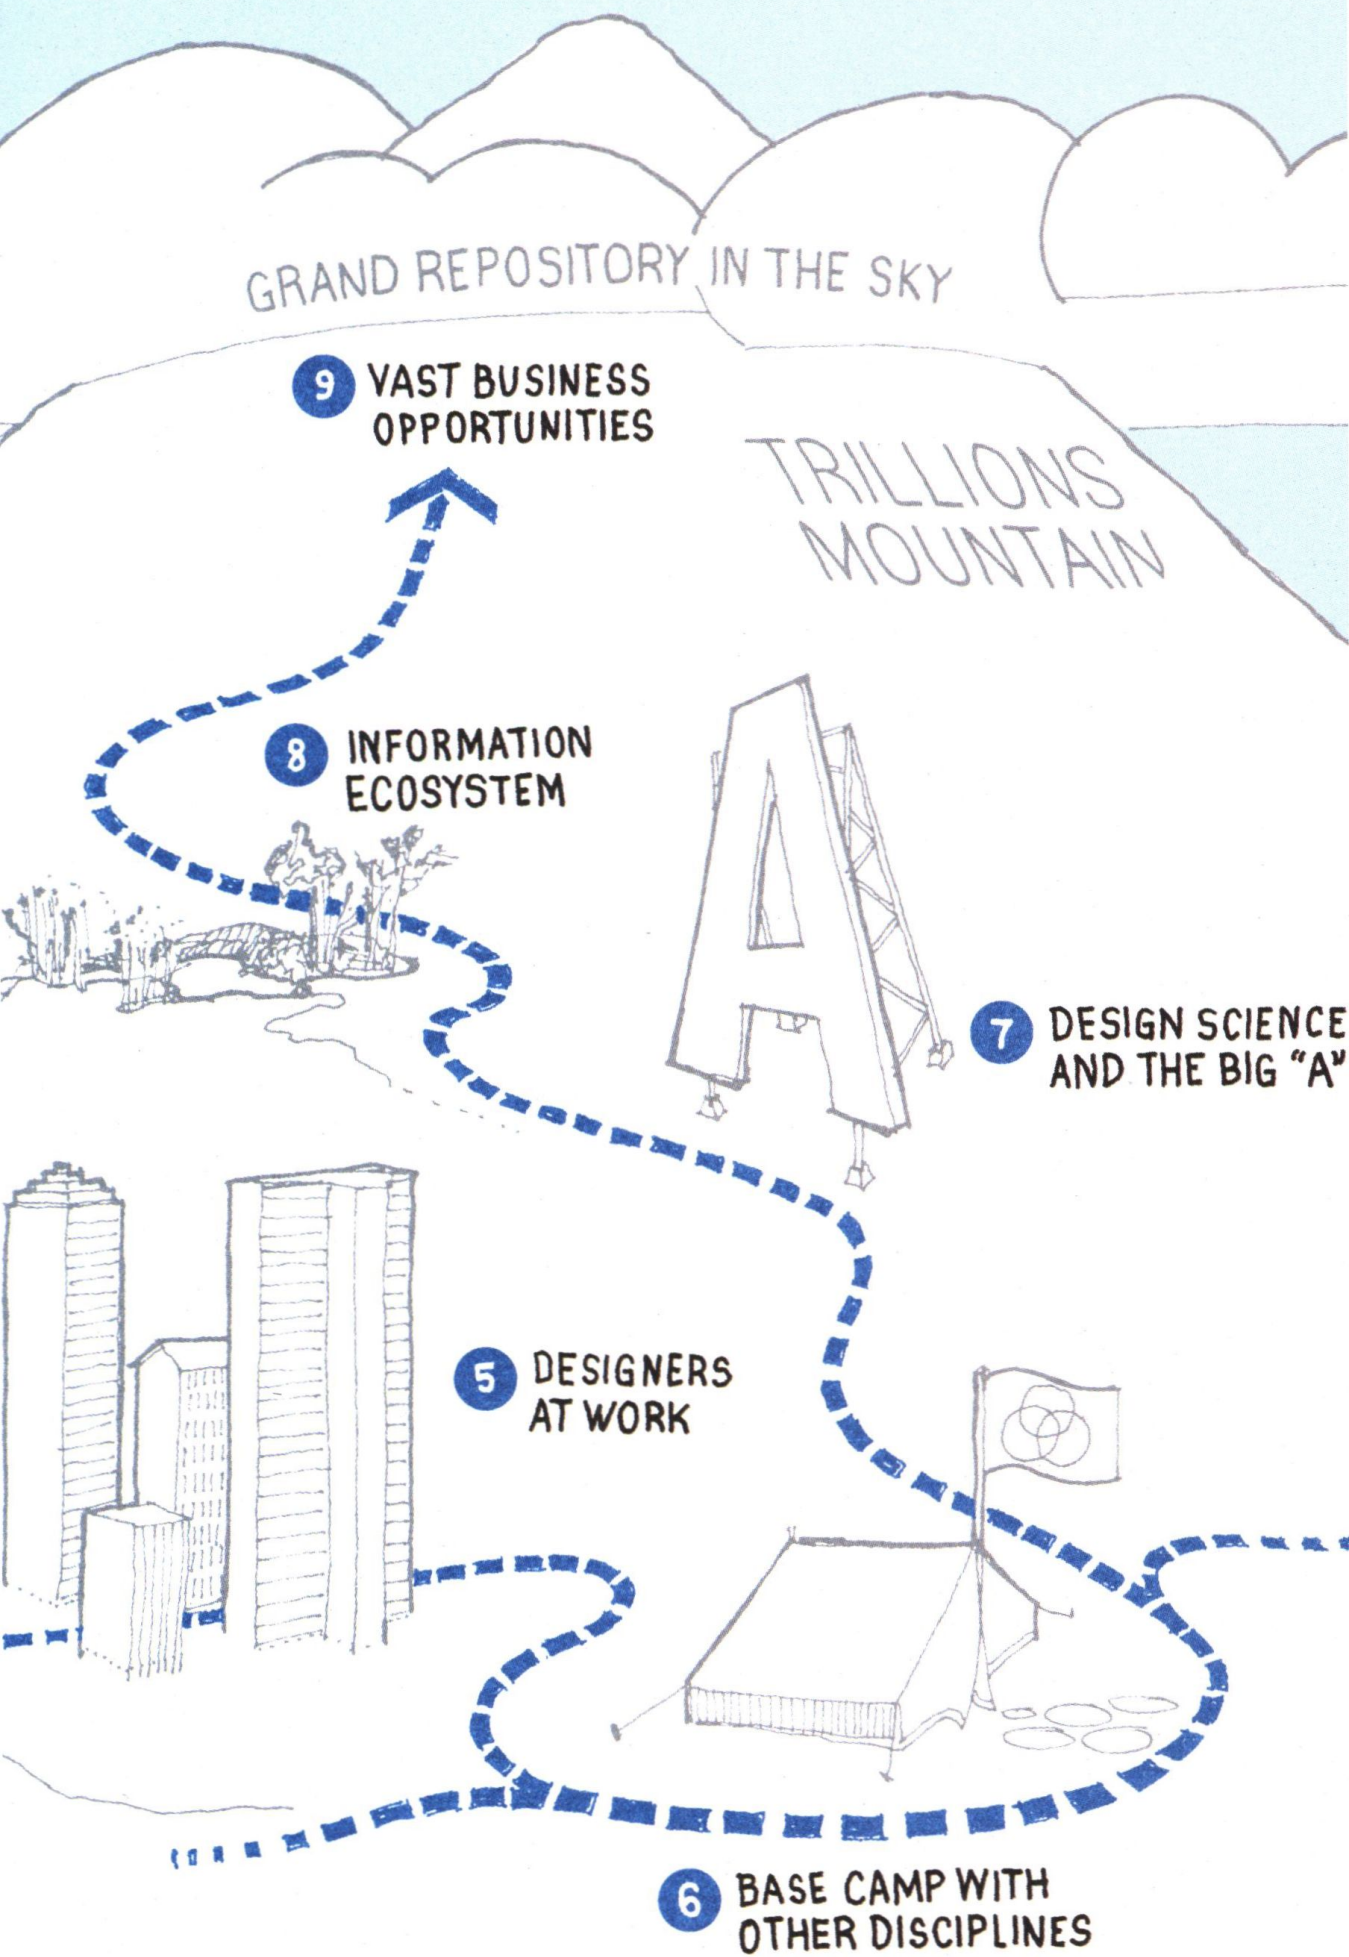 GRAND REPOSITORY IN THE SKY
9 VAST BUSINESS
OPPORTUNITIES
TRILLIONS
MOUNTAIN
8 INFORMATION
ECOSYSTEM
A
7 DESIGN SCIENCE
AND THE BIG “A”
5 DESIGNERS
AT WORK
6 BASE CAMP WITH
OTHER DISCIPLINES